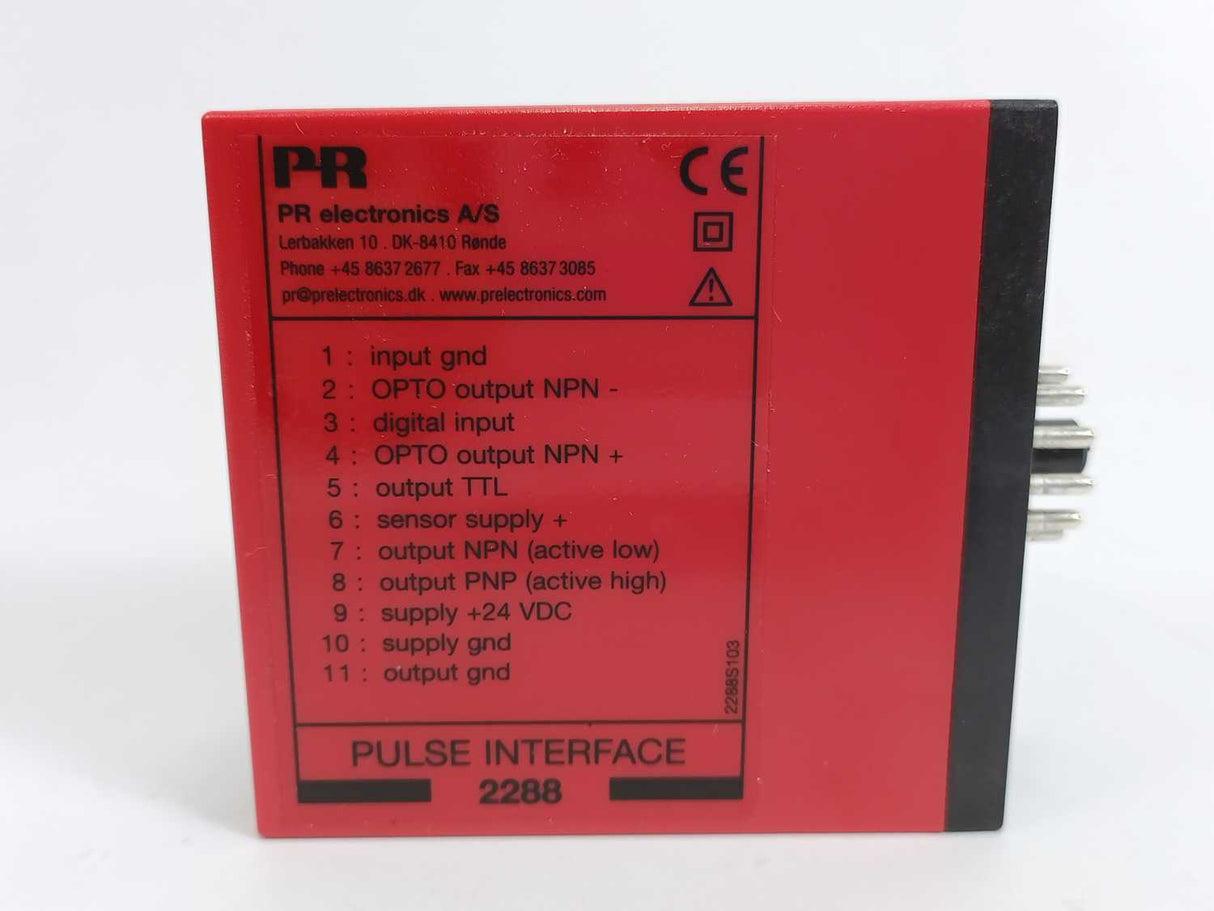 PR
CE
PR electronics A/S
Lerbakken 10 . DK-8410 Rønde
Phone +45 8637 2677 . Fax +45 8637 3085
pr@prelectronics.dk . www.prelectronics.com
1 : input gnd
2 : OPTO output NPN -
3 : digital input
4 : OPTO output NPN +
5 : output TTL
6 : sensor supply +
7 : output NPN (active low)
8 : output PNP (active high)
9 : supply +24 VDC
10 : supply gnd
11 : output gnd
2288S103
PULSE INTERFACE
2288